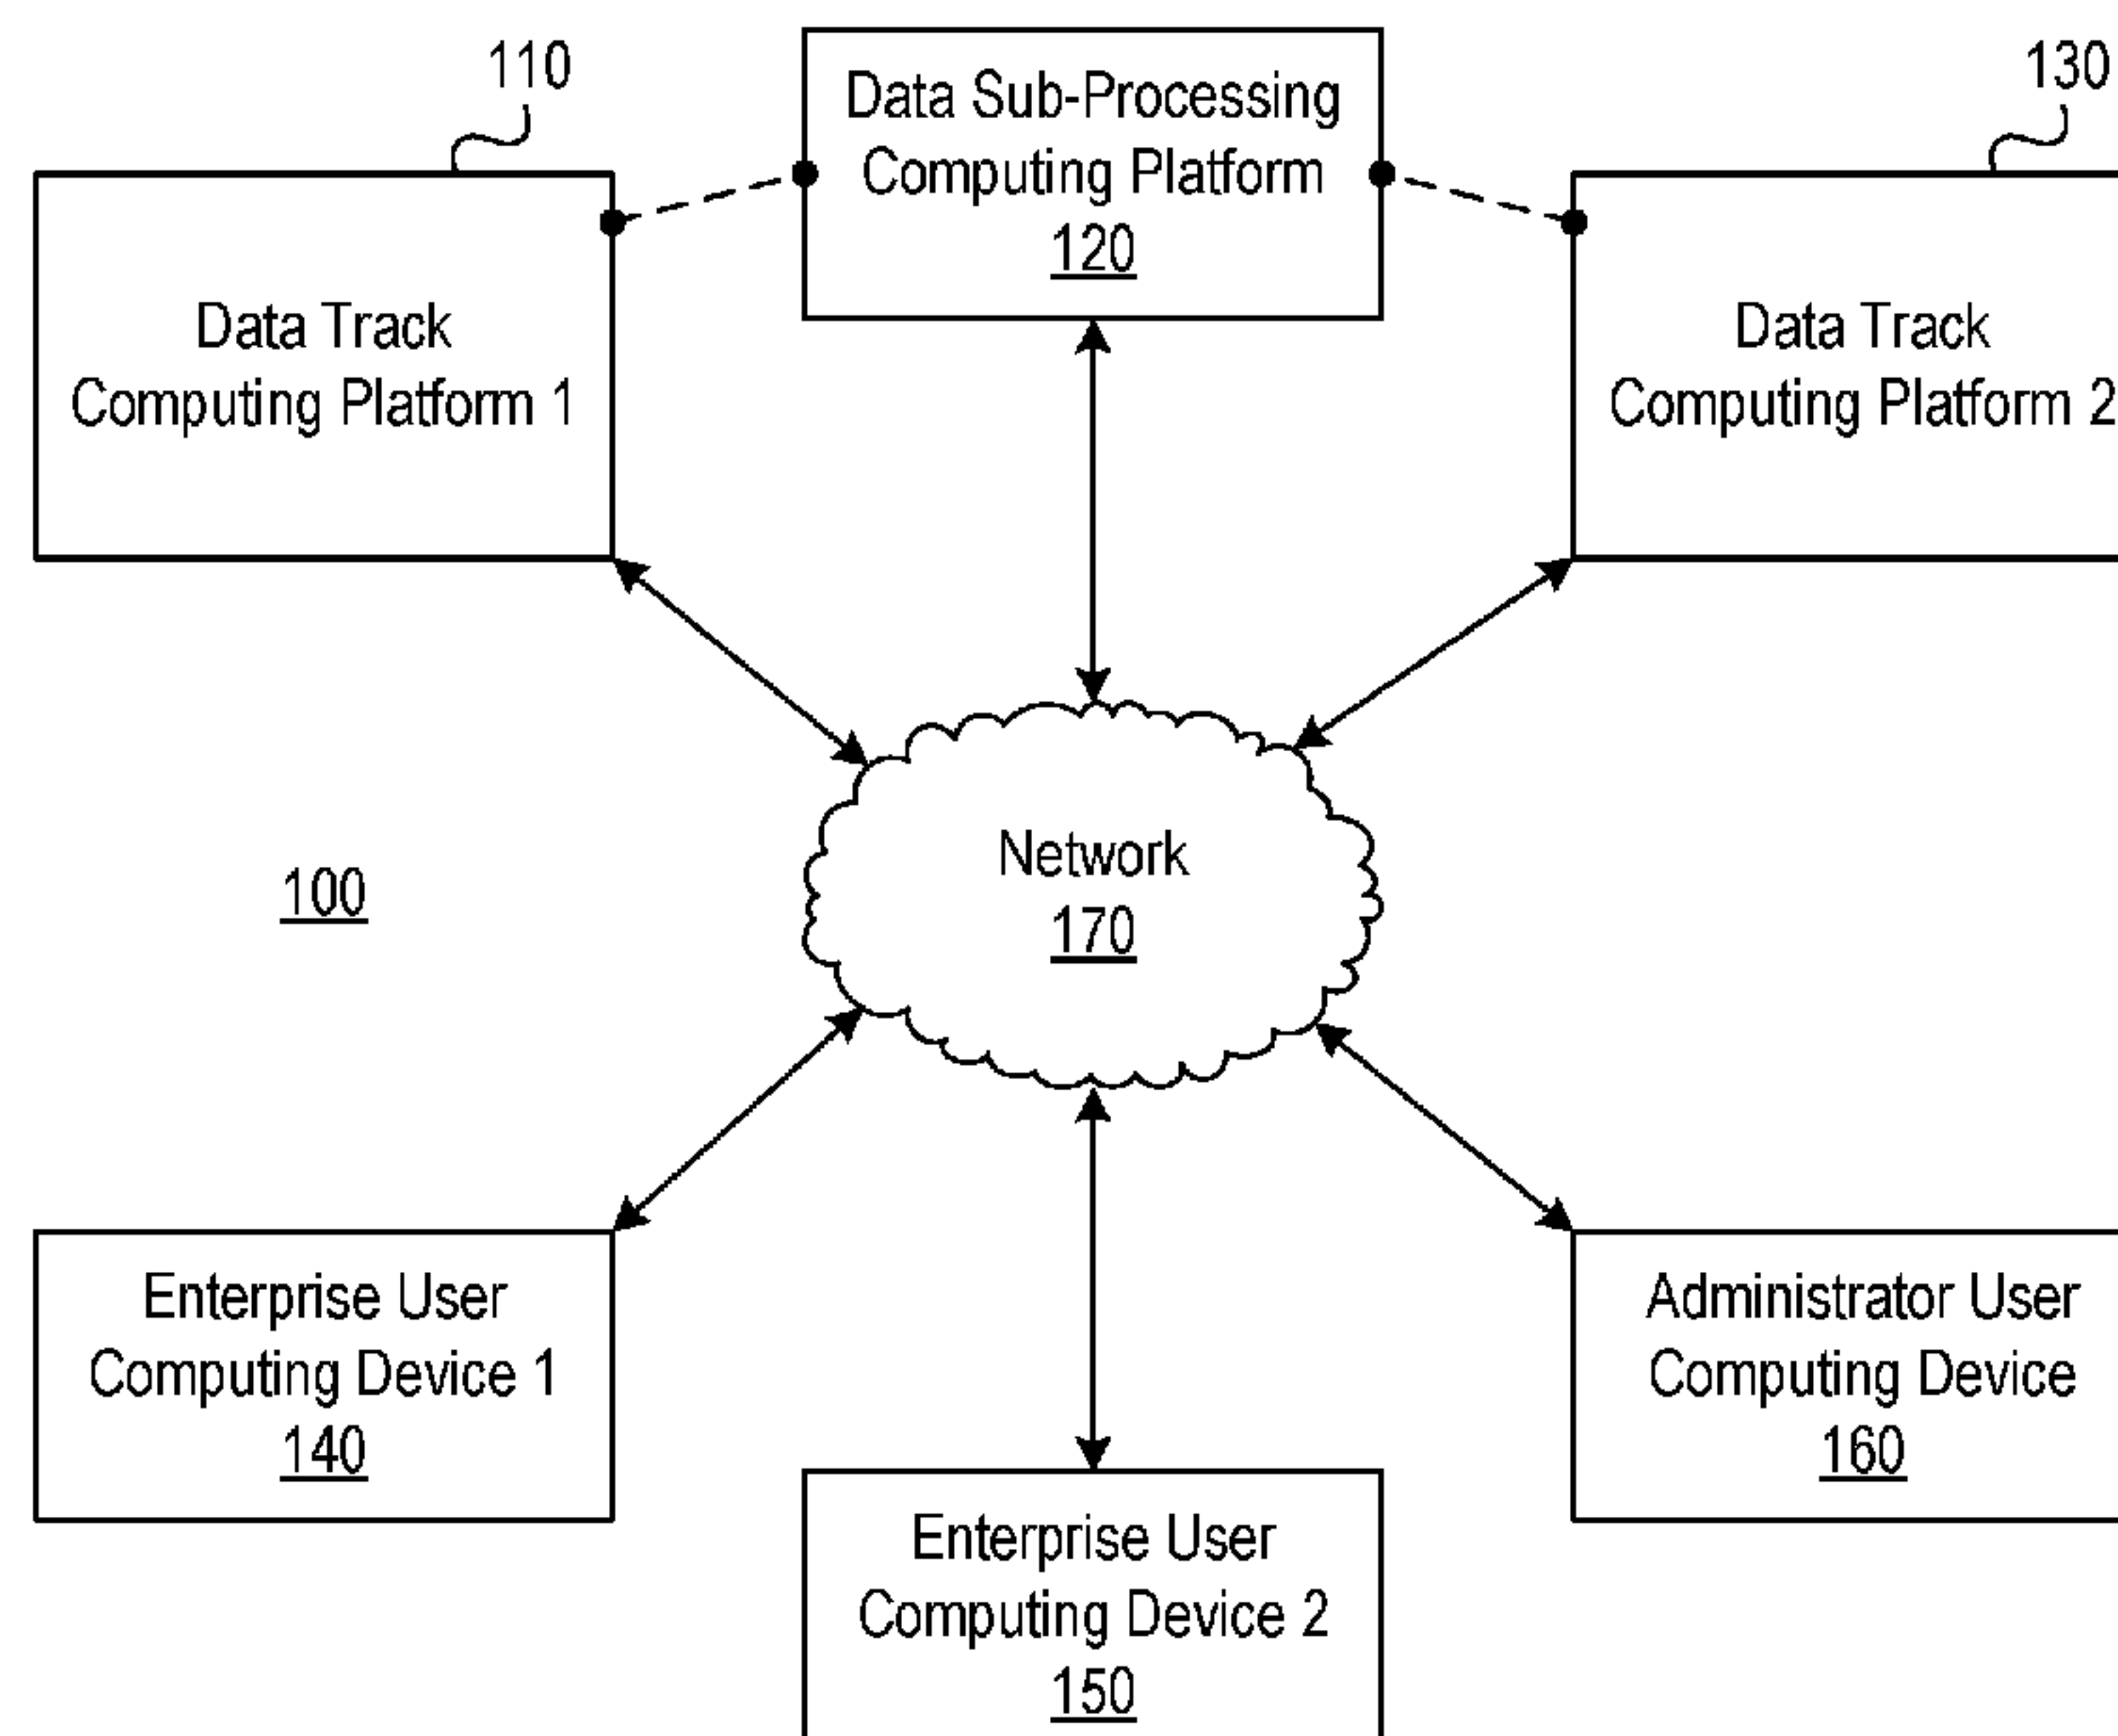 110
130
Data Sub-Processing
Computing Platform
120
Data Track
Computing Platform 1
Data Track
Computing Platform 2
100
Network
170
Enterprise User
Computing Device 1
140
Administrator User
Computing Device
160
Enterprise User
Computing Device 2
150